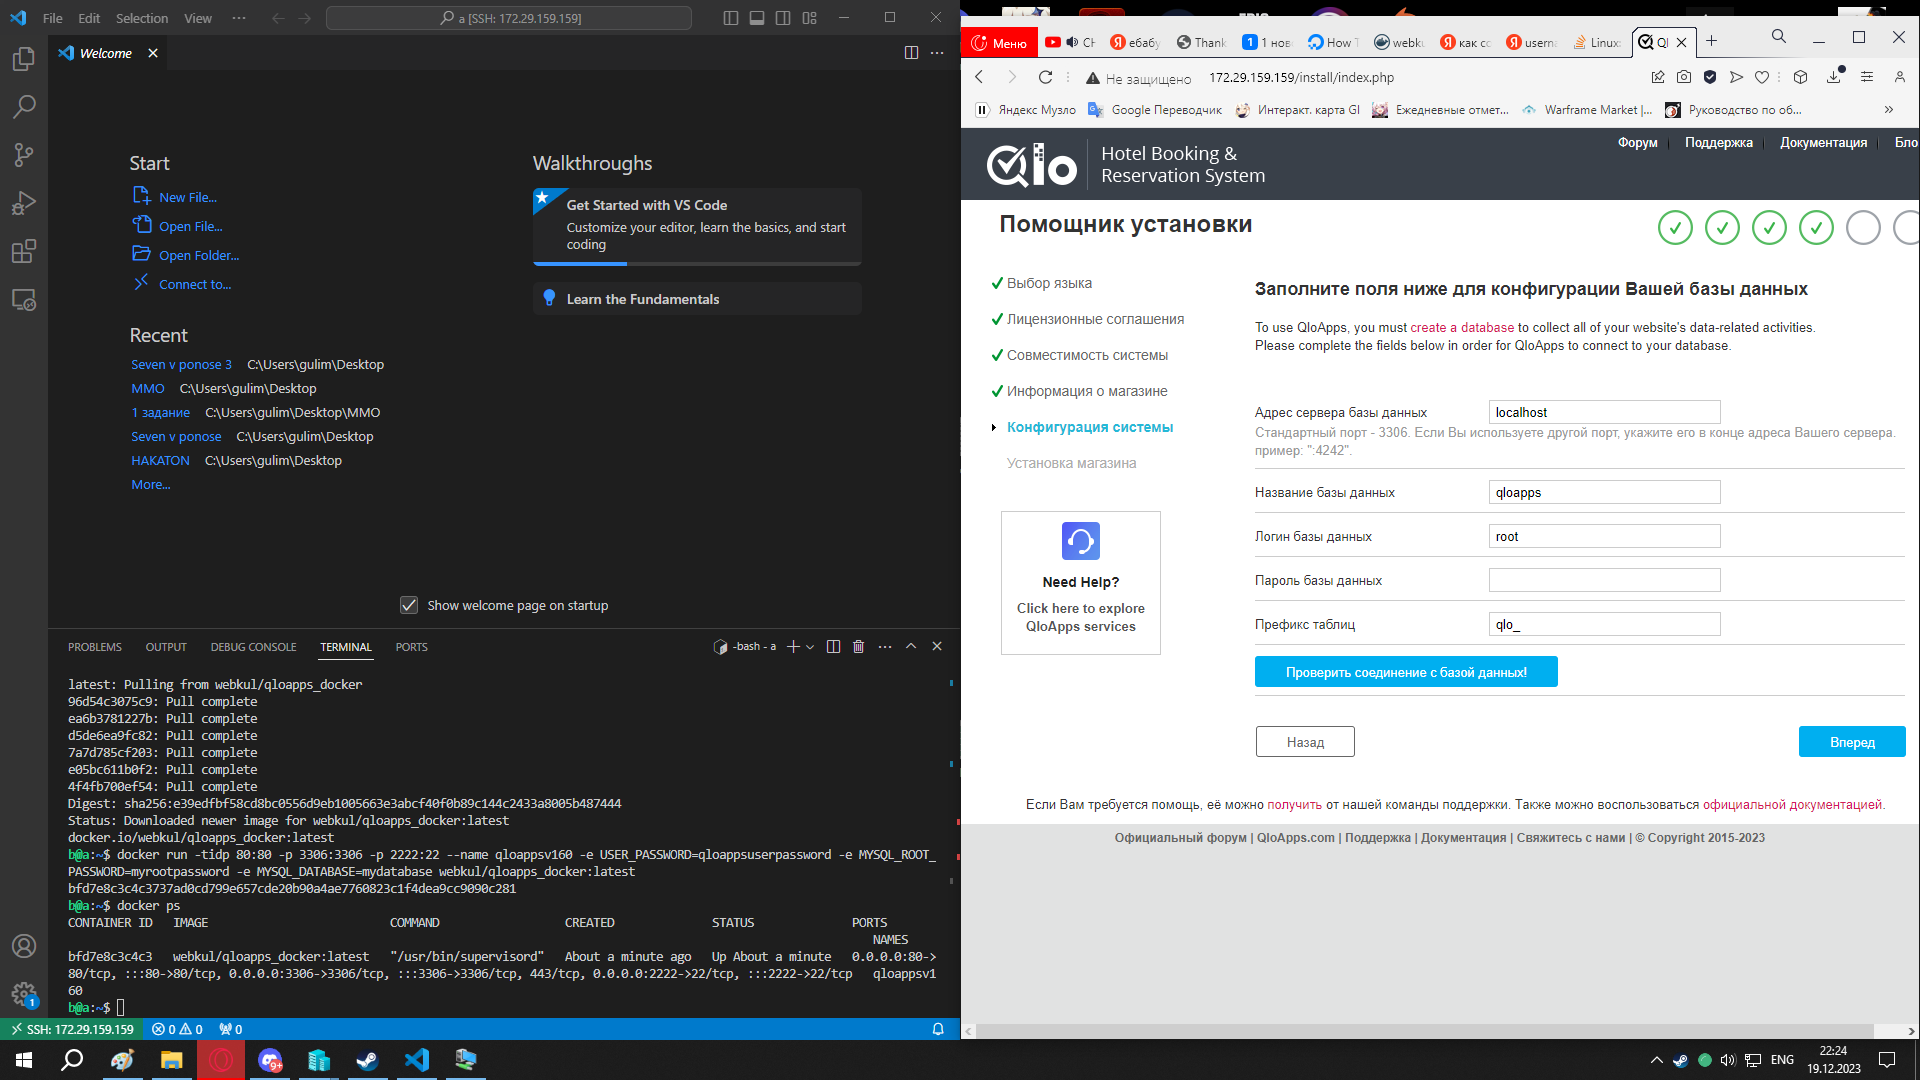 File Edit Selection View ··· a [SSH: 172.29.159.159]
Welcome
Start
New File...
Open File...
Open Folder...
Connect to...
Recent
Seven v ponose 3 C:\Users\gulim\Desktop
MMO C:\Users\gulim\Desktop
1 задание C:\Users\gulim\Desktop\MMO
Seven v ponose C:\Users\gulim\Desktop
HAKATON C:\Users\gulim\Desktop
More...
Walkthroughs
Get Started with VS Code
Customize your editor, learn the basics, and start
coding
Learn the Fundamentals
Show welcome page on startup
PROBLEMS OUTPUT DEBUG CONSOLE TERMINAL PORTS -bash - a
latest: Pulling from webkul/qloapps_docker
96d54c3075c9: Pull complete
ea6b3781227b: Pull complete
d5de6ea9fc82: Pull complete
7a7d785cf203: Pull complete
e05bc611b0f2: Pull complete
4f4fb700ef54: Pull complete
Digest: sha256:e39edfbf58cd8bc0556d9eb1005663e3abcf40f0b89c144c2433a8005b487444
Status: Downloaded newer image for webkul/qloapps_docker:latest
docker.io/webkul/qloapps_docker:latest
b@a:~$ docker run -tidp 80:80 -p 3306:3306 -p 2222:22 --name qloappsv160 -e USER_PASSWORD=qloappsuserpassword -e MYSQL_ROOT_
PASSWORD=myrootpassword -e MYSQL_DATABASE=mydatabase webkul/qloapps_docker:latest
bfd7e8c3c4c3737ad0cd799e657cde20b90a4ae7760823c1f4dea9cc9090c281
b@a:~$ docker ps
CONTAINER ID IMAGE COMMAND CREATED STATUS PORTS
NAMES
bfd7e8c3c4c3 webkul/qloapps_docker:latest "/usr/bin/supervisord" About a minute ago Up About a minute 0.0.0.0:80->
80/tcp, :::80->80/tcp, 0.0.0.0:3306->3306/tcp, :::3306->3306/tcp, 443/tcp, 0.0.0.0:2222->22/tcp, :::2222->22/tcp qloappsv1
60
b@a:~$
SSH: 172.29.159.159 0 0 0
Меню СН ебабу Thank 1 нов How T webku как со userna Linux: Ql
Не защищено 172.29.159.159/install/index.php
Яндекс Музло Google Переводчик Интеракт. карта GI Ежедневные отмет... Warframe Market |... Руководство по об...
Qlo
Hotel Booking &
Reservation System
Форум Поддержка Документация Бло
Помощник установки
Выбор языка
Лицензионные соглашения
Совместимость системы
Информация о магазине
Конфигурация системы
Установка магазина
Need Help?
Click here to explore
QloApps services
Заполните поля ниже для конфигурации Вашей базы данных
To use QloApps, you must create a database to collect all of your website's data-related activities.
Please complete the fields below in order for QloApps to connect to your database.
Адрес сервера базы данных localhost
Стандартный порт - 3306. Если Вы используете другой порт, укажите его в конце адреса Вашего сервера.
пример: ":4242".
Название базы данных qloapps
Логин базы данных root
Пароль базы данных
Префикс таблиц qlo_
Проверить соединение с базой данных!
Назад Вперед
Если Вам требуется помощь, её можно получить от нашей команды поддержки. Также можно воспользоваться официальной документацией.
Официальный форум | QloApps.com | Поддержка | Документация | Свяжитесь с нами | © Copyright 2015-2023
9+
1
ENG
22:24
19.12.2023